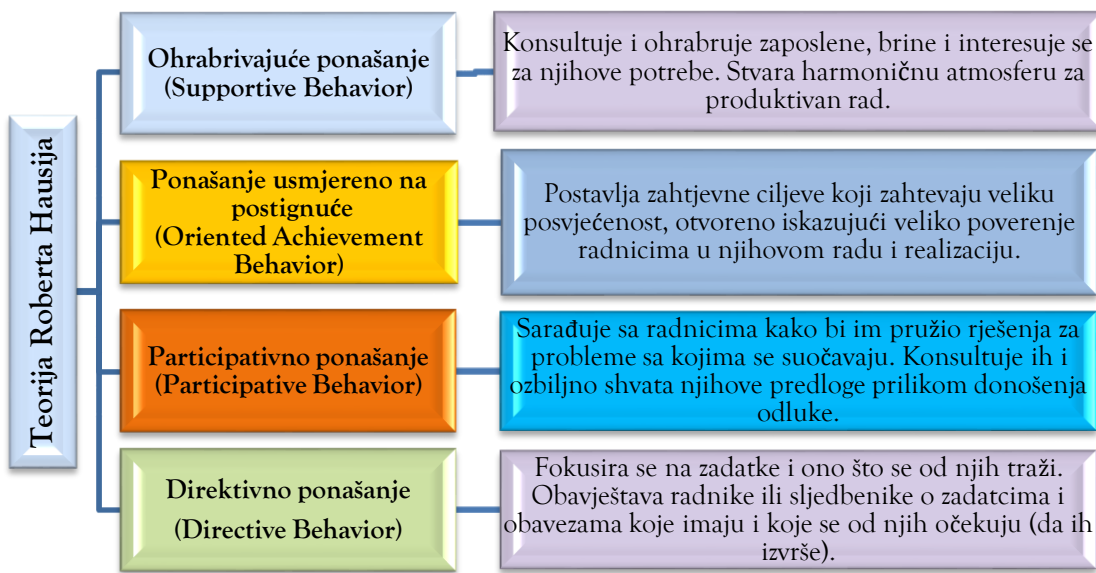 Teorija Roberta Hausija
Ohrabrivajuće ponašanje
(Supportive Behavior)
Konsultuje i ohrabruje zaposlene, brine i interesuje se
za njihove potrebe. Stvara harmoničnu atmosferu za
produktivan rad.
Ponašanje usmjereno na
postignuće
(Oriented Achievement
Behavior)
Postavlja zahtjevne ciljeve koji zahtevaju veliku
posvjećenost, otvoreno iskazujući veliko poverenje
radnicima u njihovom radu i realizaciju.
Participativno ponašanje
(Participative Behavior)
Sarađuje sa radnicima kako bi im pružio rješenja za
probleme sa kojima se suočavaju. Konsultuje ih i
ozbiljno shvata njihove predloge prilikom donošenja
odluke.
Direktivno ponašanje
(Directive Behavior)
Fokusira se na zadatke i ono što se od njih traži.
Obavještava radnike ili sljedbenike o zadatcima i
obavezama koje imaju i koje se od njih očekuju (da ih
izvrše).